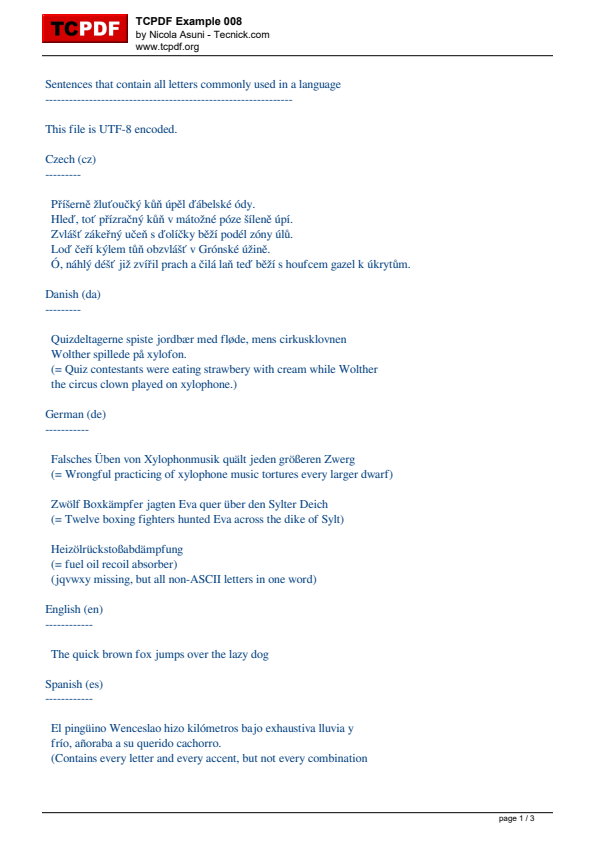 TCPDF
TCPDF Example 008
by Nicola Asuni - Tecnick.com
www.tcpdf.org
Sentences that contain all letters commonly used in a language
--------------------------------------------------------------
This file is UTF-8 encoded.
Czech (cz)
---------
Příšerně žluťoučký kůň úpěl ďábelské ódy.
Hleď, toť přízračný kůň v mátožné póze šíleně úpí.
Zvlášť zákeřný učeň s ďolíčky běží podél zóny úlů.
Loď čeří kýlem tůň obzvlášť v Grónské úžině.
Ó, náhlý déšť již zvířil prach a čilá laň teď běží s houfcem gazel k úkrytům.
Danish (da)
---------
Quizdeltagerne spiste jordbær med fløde, mens cirkusklovnen
Wolther spillede på xylofon.
(= Quiz contestants were eating strawbery with cream while Wolther
the circus clown played on xylophone.)
German (de)
-----------
Falsches Üben von Xylophonmusik quält jeden größeren Zwerg
(= Wrongful practicing of xylophone music tortures every larger dwarf)
Zwölf Boxkämpfer jagten Eva quer über den Sylter Deich
(= Twelve boxing fighters hunted Eva across the dike of Sylt)
Heizölrückstoßabdämpfung
(= fuel oil recoil absorber)
(jqvwxy missing, but all non-ASCII letters in one word)
English (en)
------------
The quick brown fox jumps over the lazy dog
Spanish (es)
------------
El pingüino Wenceslao hizo kilómetros bajo exhaustiva lluvia y
frío, añoraba a su querido cachorro.
(Contains every letter and every accent, but not every combination
page 1 / 3